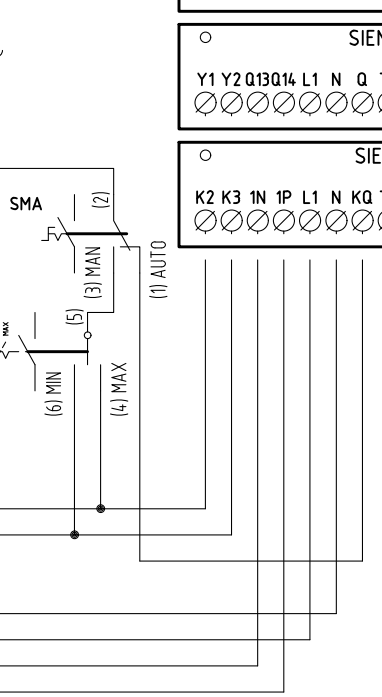 SIEM
Y1 Y2 Q13 Q14 L1 N Q
SIE
K2 K3 1N 1P L1 N KQ
SMA
(2)
(3) MAN
(1) AUTO
(5)
MAX
(6) MIN
(4) MAX